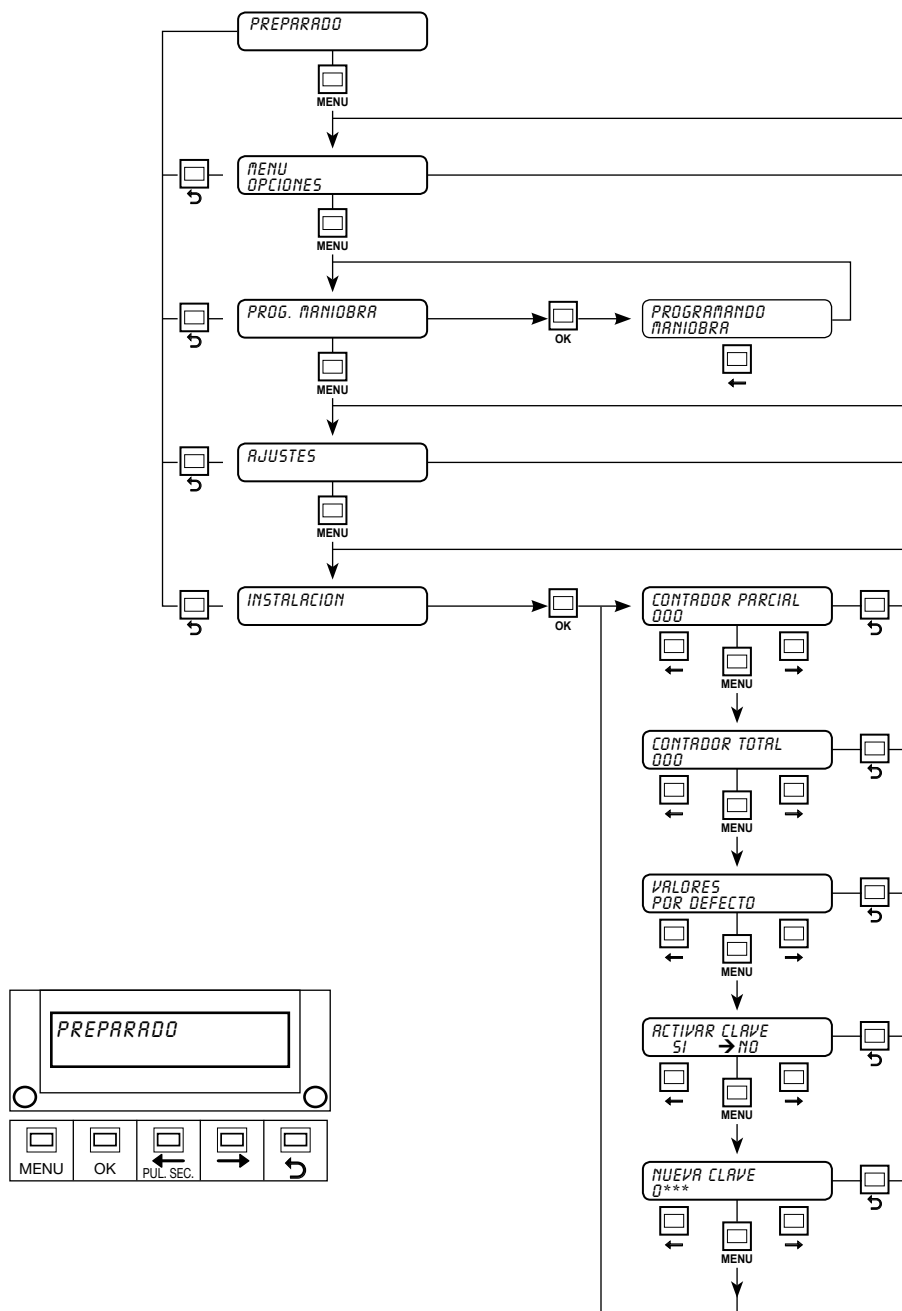 PREPARADO
MENU
MENU
OPCIONES
MENU
PROG. MANIOBRA
OK
PROGRAMANDO
MANIOBRA
MENU
AJUSTES
MENU
INSTALACION
OK
CONTADOR PARCIAL
000
MENU
CONTADOR TOTAL
000
MENU
VALORES
POR DEFECTO
MENU
ACTIVAR CLAVE
SI →NO
MENU
NUEVA CLAVE
0***
MENU
PREPARADO
MENU OK PUL. SEC.